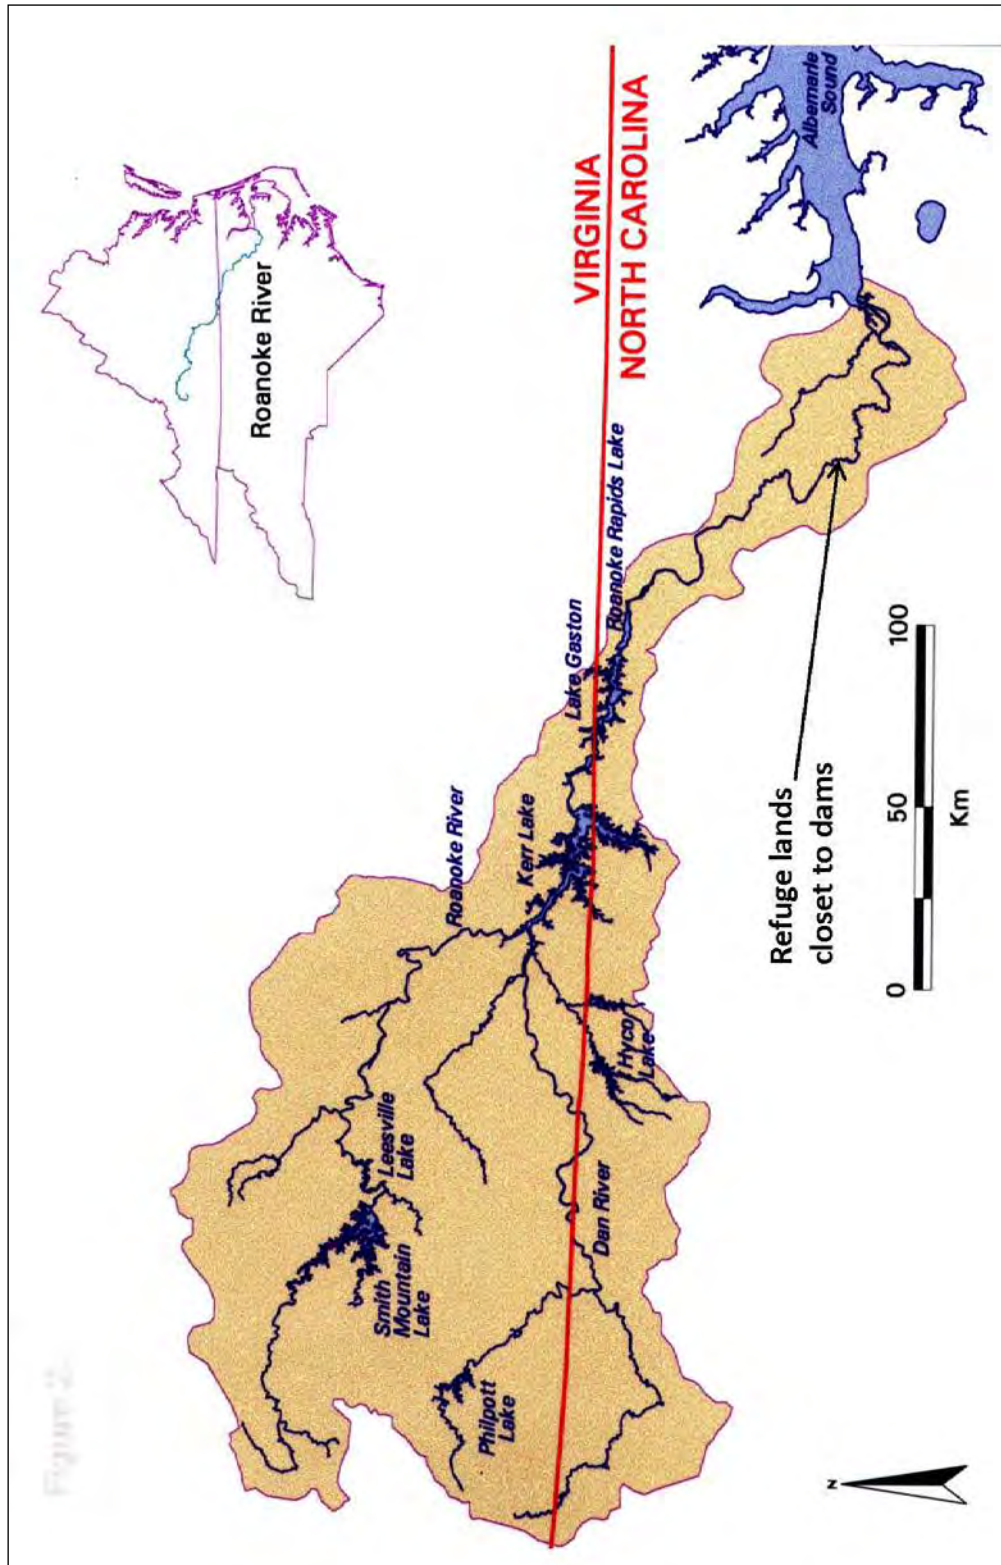 Roanoke River
VIRGINIA
NORTH CAROLINA
Albemarle
Sound
Roanoke River
Kerr Lake
Lake Gaston
Roanoke Rapids Lake
Leesville
Lake
Smith
Mountain
Lake
Philpott
Lake
Dan River
Hyco
Lake
Refuge lands
closet to dams
0
50
100
Km
N